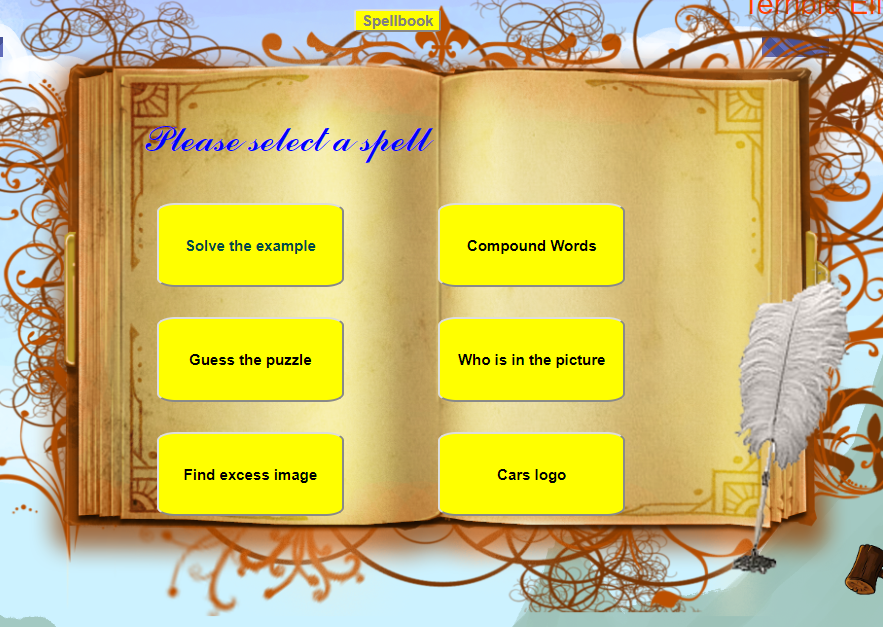 Spellbook
Please select a spell
Solve the example
Compound Words
Guess the puzzle
Who is in the picture
Find excess image
Cars logo